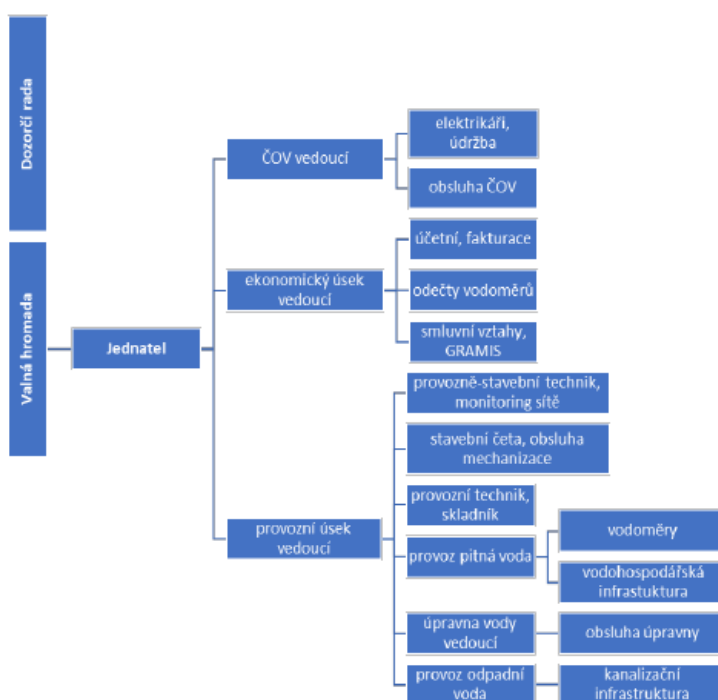 Dozorčí rada
Valná hromada
Jednatel
ČOV vedoucí
elektrikáři,
údržba
obsluha ČOV
ekonomický úsek
vedoucí
účetní, fakturace
odečty vodoměrů
smluvní vztahy,
GRAMIS
provozní úsek
vedoucí
provozně-stavební technik,
monitoring sítě
stavební četa, obsluha
mechanizace
provozní technik,
skladník
provoz pitná voda
vodoměry
vodohospodářská
infrastuktura
úpravna vody
vedoucí
obsluha úpravny
provoz odpadní
voda
kanalizační
infrastruktura